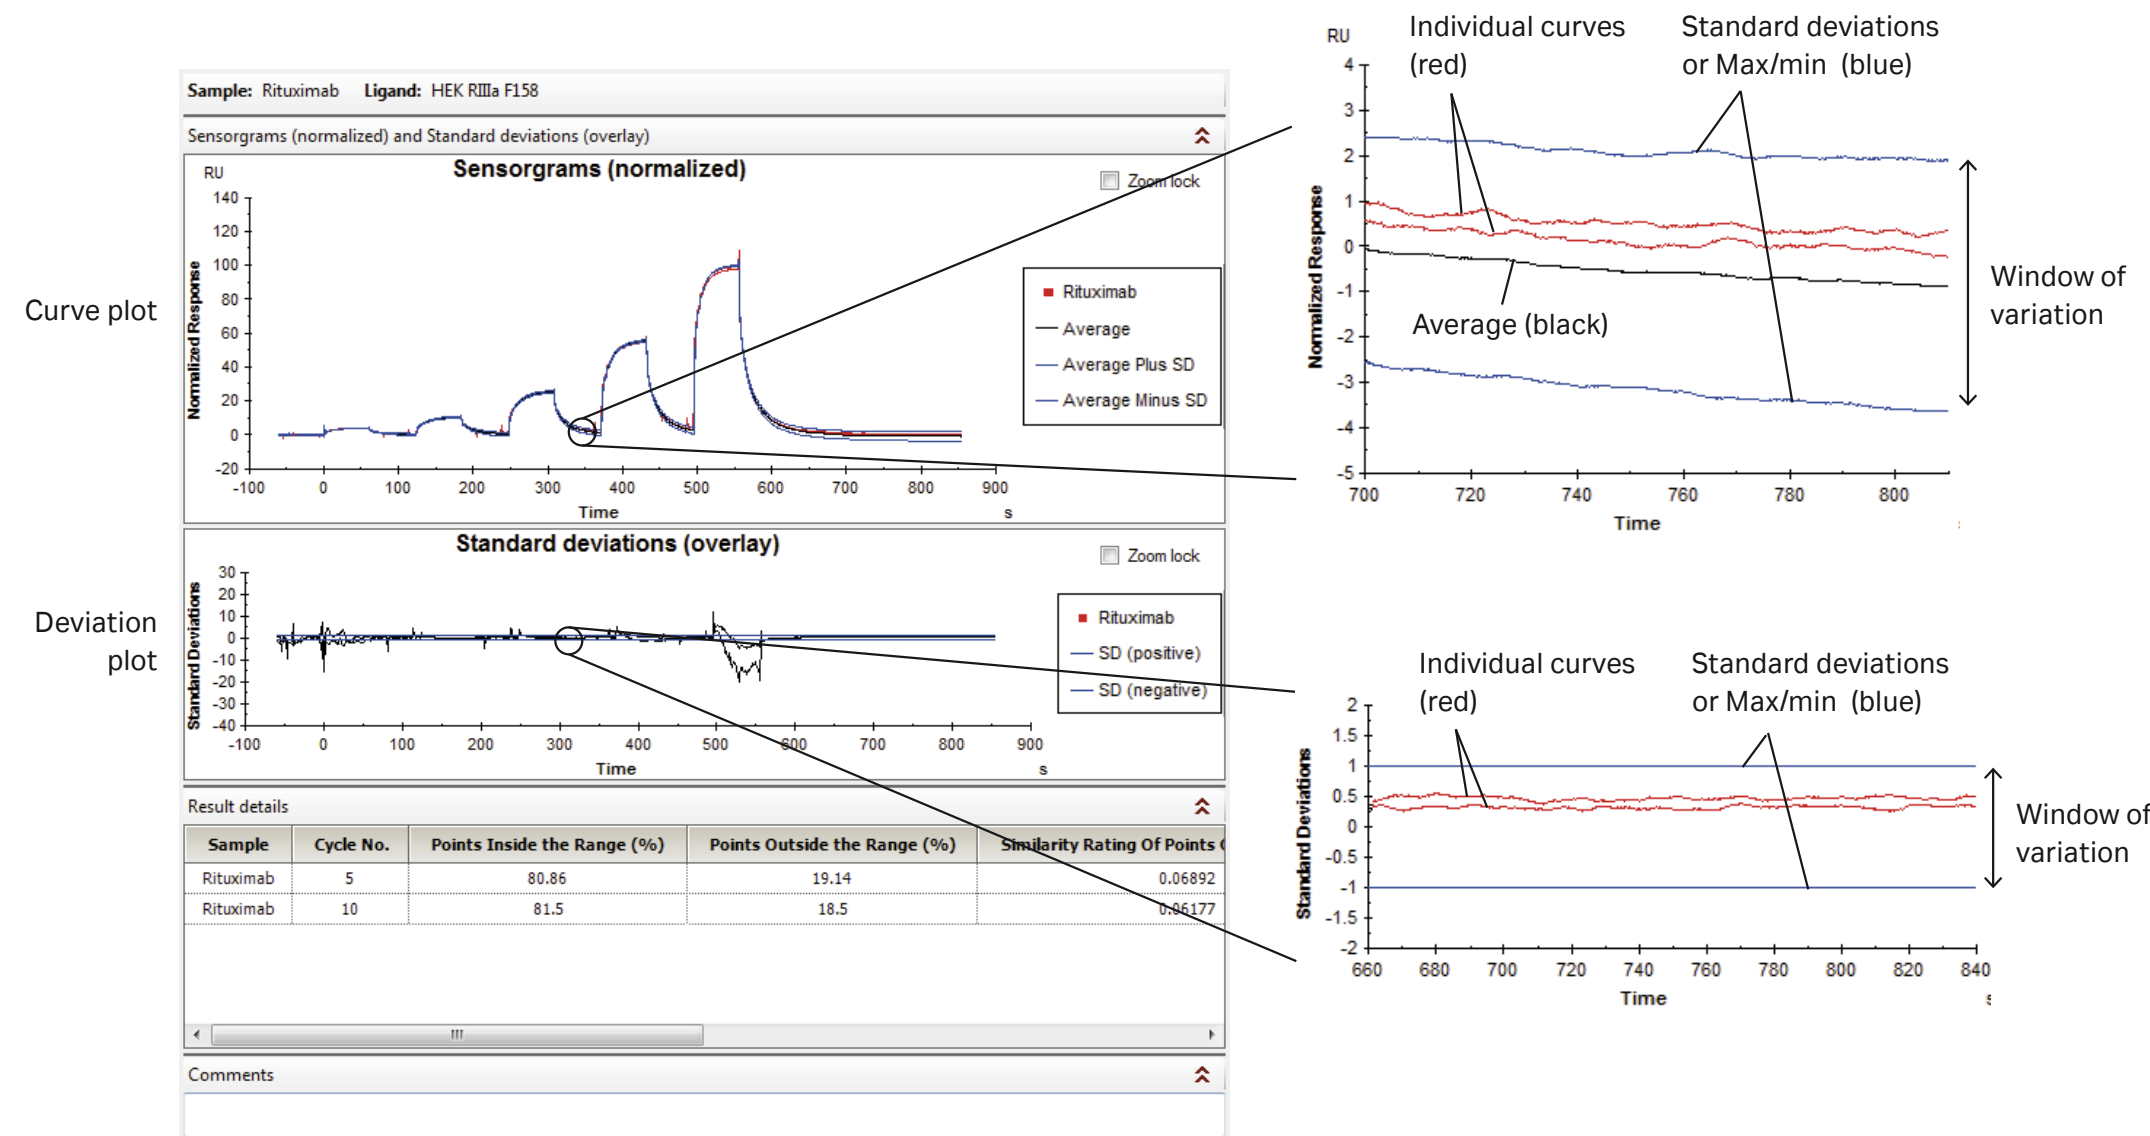 Sample: Rituximab Ligand: HEK RIIIa F158
Sensorgrams (normalized) and Standard deviations (overlay)
Curve plot
RU
Sensorgrams (normalized)
Zoom lock
Normalized Response
140
120
100
80
60
40
20
0
-20
-100 0 100 200 300 400 500 600 700 800 900
Time
s
Rituximab
Average
Average Plus SD
Average Minus SD
Deviation
plot
Standard deviations (overlay)
Zoom lock
Standard Deviations
30
20
10
0
-10
-20
-30
-40
-100 0 100 200 300 400 500 600 700 800 900
Time
s
Rituximab
SD (positive)
SD (negative)
Result details
Sample Cycle No. Points Inside the Range (%) Points Outside the Range (%) Similarity Rating Of Points
Rituximab 5 80.86 19.14 0.06892
Rituximab 10 81.5 18.5 0.06177
Comments
Individual curves
(red)
Standard deviations
or Max/min (blue)
RU
Normalized Response
4
3
2
1
0
-1
-2
-3
-4
-5
700 720 740 760 780 800
Time
Average (black)
Window of
variation
Individual curves
(red)
Standard deviations
or Max/min (blue)
Standard Deviations
2
1.5
1
0.5
0
-0.5
-1
-1.5
-2
660 680 700 720 740 760 780 800 820 840
Time
s
Window of
variation